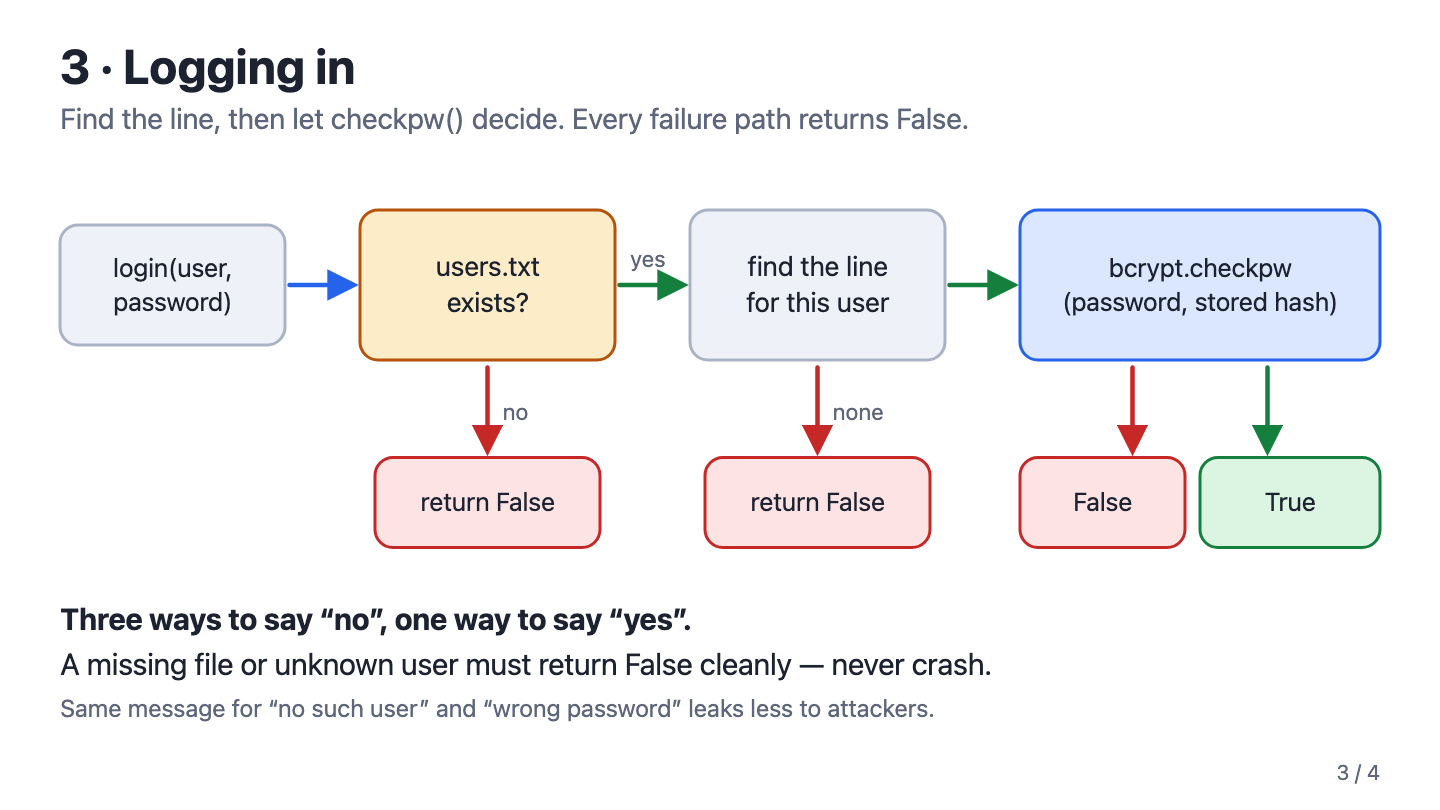 3 · Logging in
Find the line, then let checkpw() decide. Every failure path returns False.
login(user,
password)
users.txt
exists?
yes
find the line
for this user
bcrypt.checkpw
(password, stored hash)
no
none
return False
return False
False
True
Three ways to say “no”, one way to say “yes”.
A missing file or unknown user must return False cleanly — never crash.
Same message for “no such user” and “wrong password” leaks less to attackers.
3 / 4